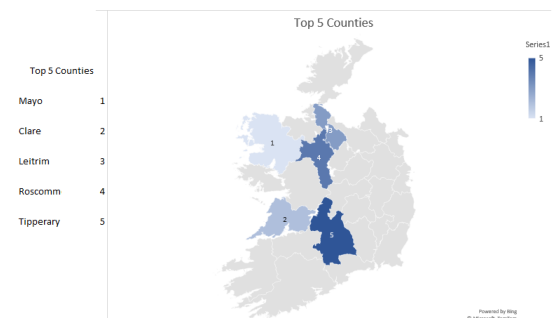 Top 5 Counties
Series1
5
1
Top 5 Counties
Mayo 1
Clare 2
Leitrim 3
Roscomm 4
Tipperary 5
1
3
4
2
5
Powered by Bing